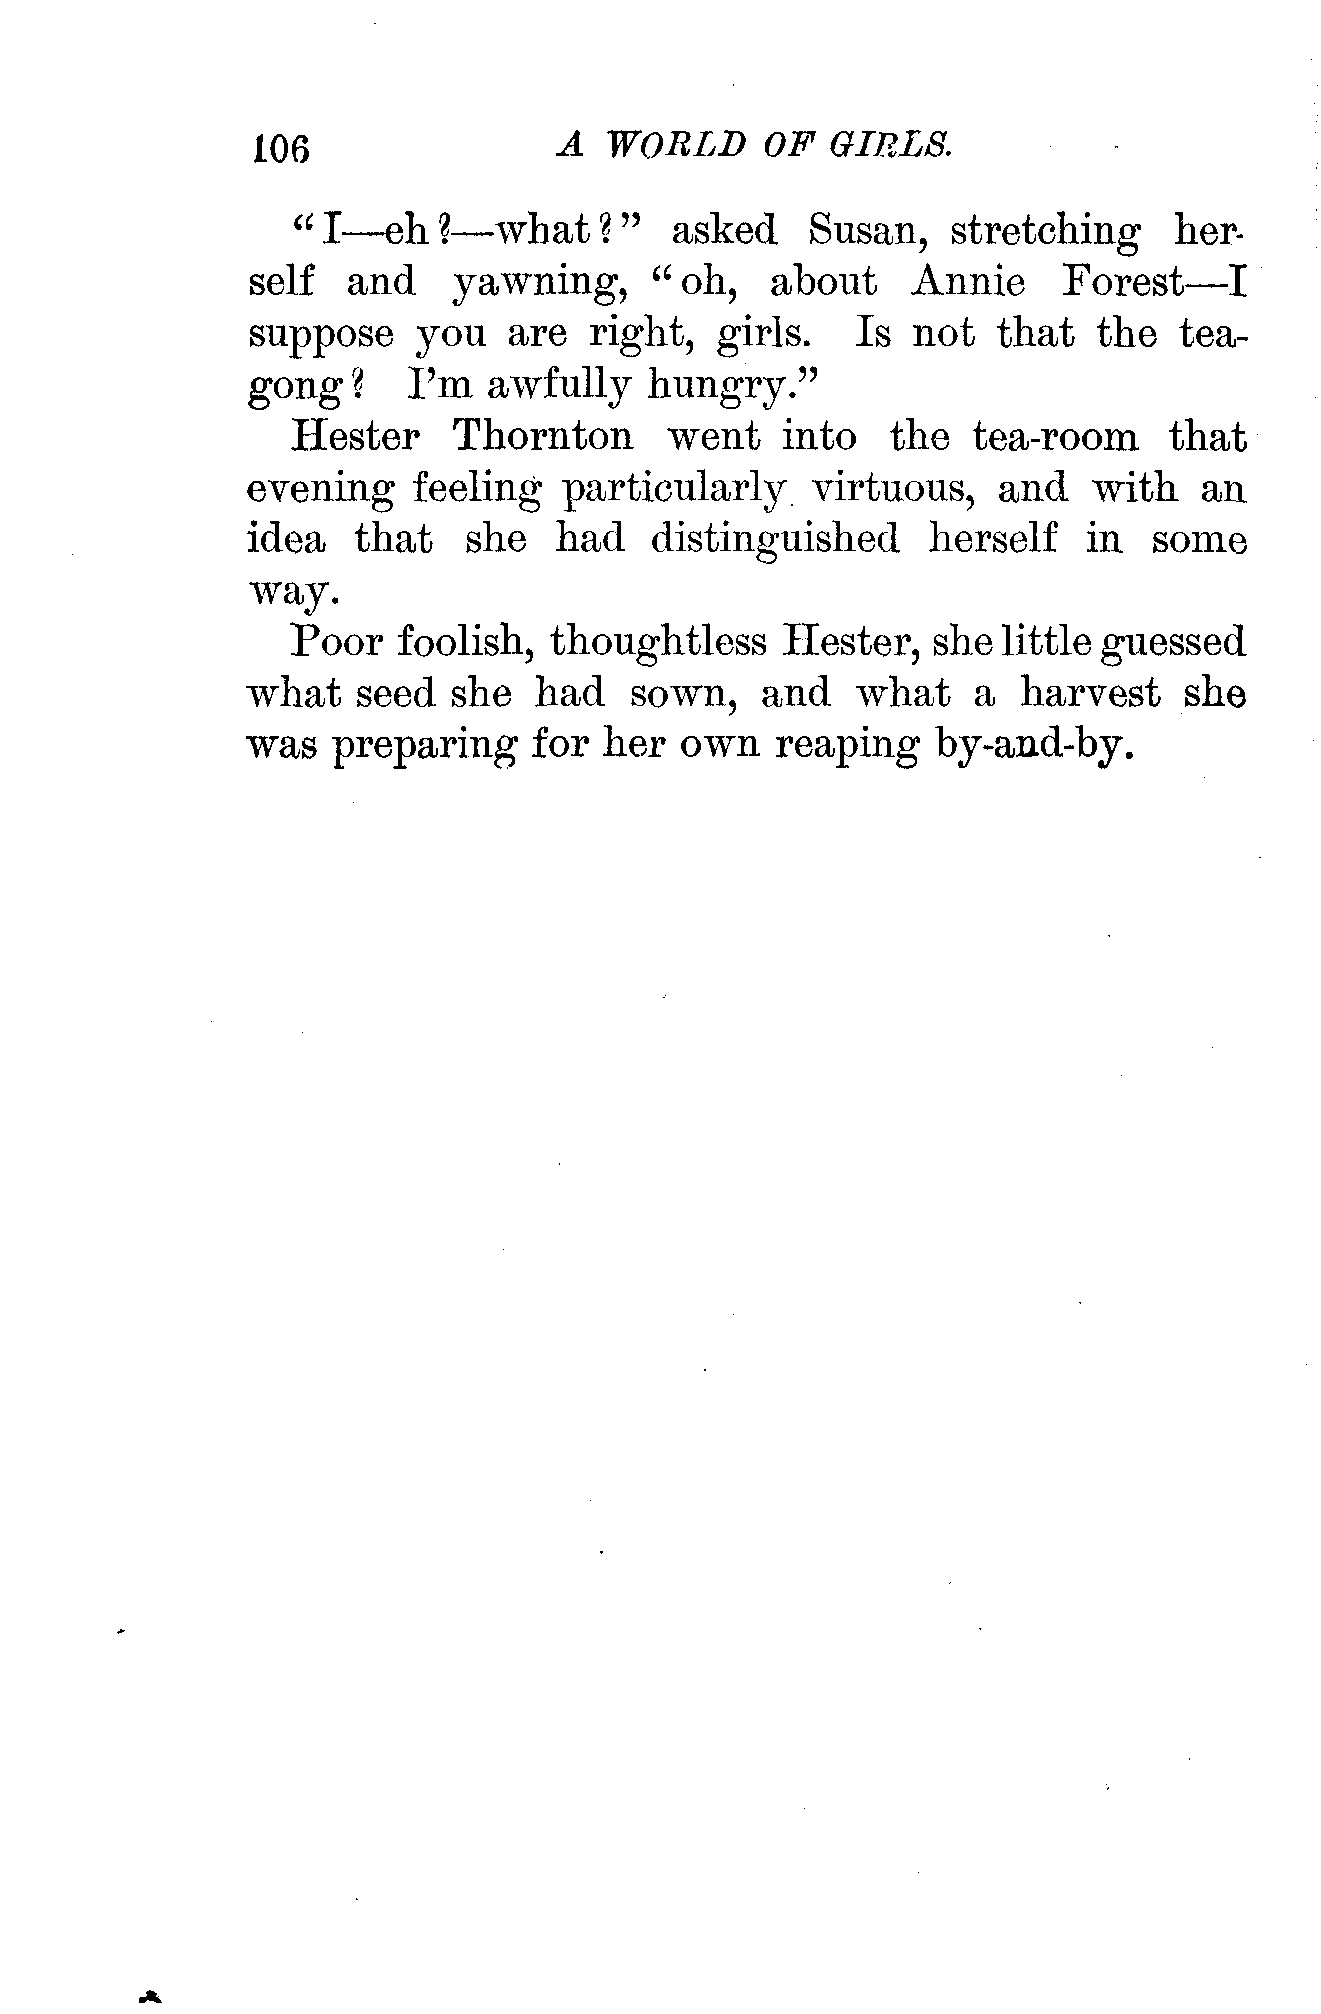 106 A WORLD OF GIRLS.
“I—eh?—what?” asked Susan, stretching her-
self and yawning, “oh, about Annie Forest—I
suppose you are right, girls. Is not that the tea-
gong? I'm awfully hungry.”
Hester Thornton went into the tea-room that
evening feeling particularly virtuous, and with an
idea that she had distinguished herself in some
way.
Poor foolish, thoughtless Hester, she little guessed
what seed she had sown, and what a harvest she
was preparing for her own reaping by-and-by.